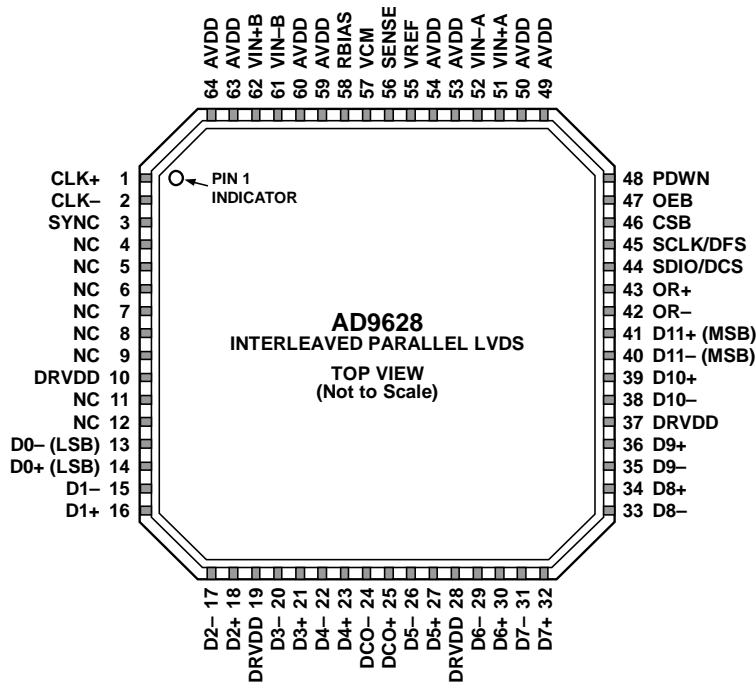 64 AVDD
63 AVDD
62 VIN+B
61 VIN–B
60 AVDD
59 AVDD
58 RBIAS
57 VCM
56 SENSE
55 VREF
54 AVDD
53 AVDD
52 VIN–A
51 VIN+A
50 AVDD
49 AVDD
CLK+ 1
CLK– 2
SYNC 3
NC 4
NC 5
NC 6
NC 7
NC 8
NC 9
DRVDD 10
NC 11
NC 12
D0– (LSB) 13
D0+ (LSB) 14
D1– 15
D1+ 16
PIN 1
INDICATOR
AD9628
INTERLEAVED PARALLEL LVDS
TOP VIEW
(Not to Scale)
48 PDWN
47 OEB
46 CSB
45 SCLK/DFS
44 SDIO/DCS
43 OR+
42 OR–
41 D11+ (MSB)
40 D11– (MSB)
39 D10+
38 D10–
37 DRVDD
36 D9+
35 D9–
34 D8+
33 D8–
D2– 17
D2+ 18
DRVDD 19
D3– 20
D3+ 21
D4– 22
D4+ 23
DCO– 24
DCO+ 25
D5– 26
D5+ 27
DRVDD 28
D6– 29
D6+ 30
D7– 31
D7+ 32